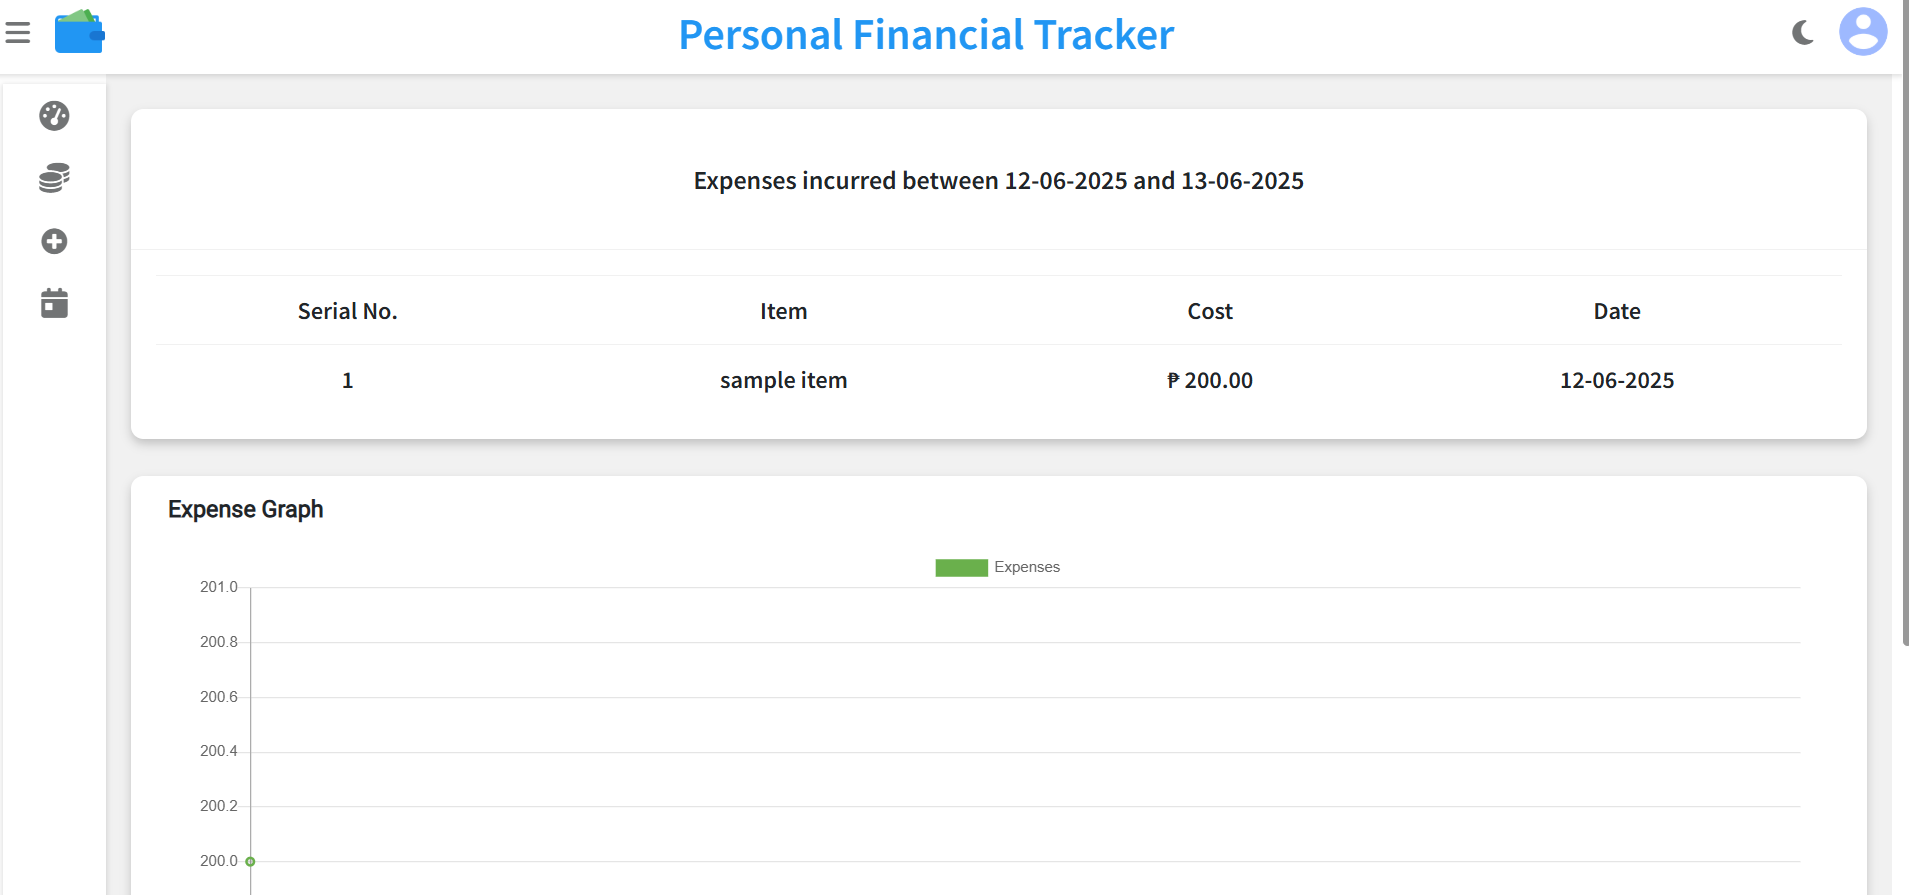 Personal Financial Tracker
Expenses incurred between 12-06-2025 and 13-06-2025
Serial No. Item Cost Date
1 sample item ₱ 200.00 12-06-2025
Expense Graph
Expenses
201.0
200.8
200.6
200.4
200.2
200.0